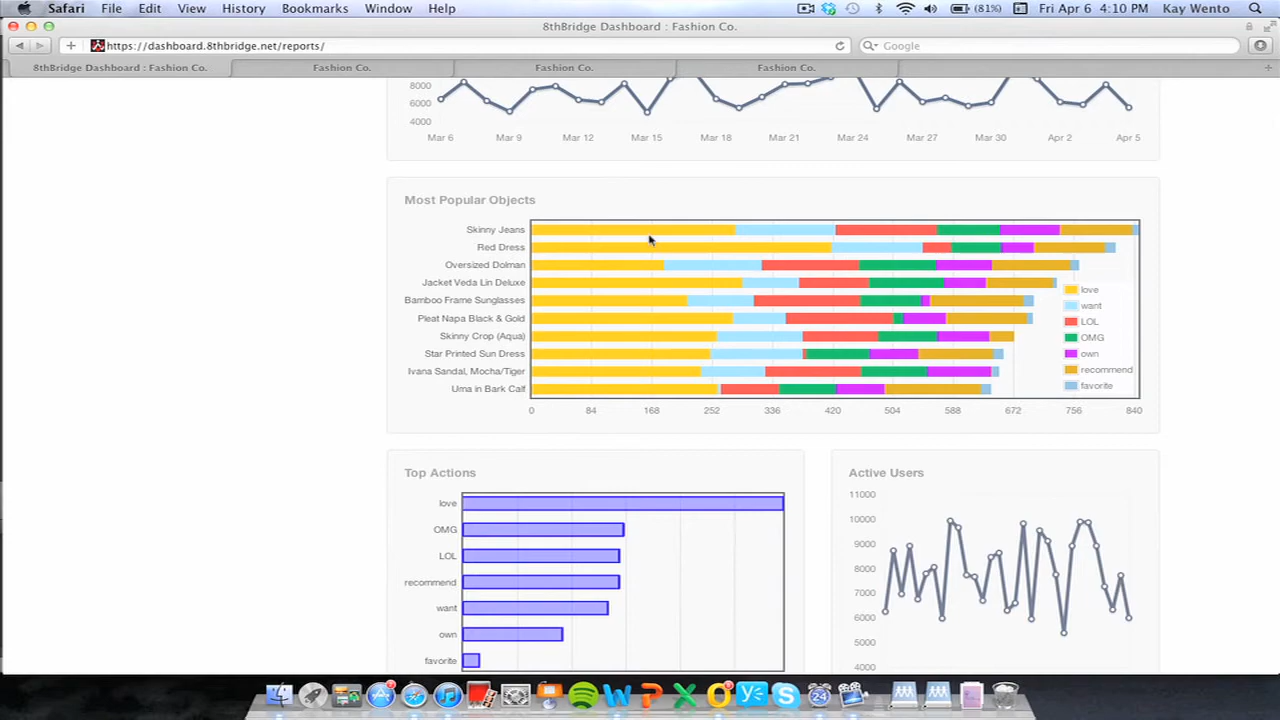 Safari File Edit View History Bookmarks Window Help (81%) Fri Apr 6 4:10 PM Kay Wento
8thBridge Dashboard : Fashion Co.
https://dashboard.8thbridge.net/reports/ Google
8thBridge Dashboard : Fashion Co. Fashion Co. Fashion Co. Fashion Co.
8000
6000
4000
Mar 6 Mar 9 Mar 12 Mar 15 Mar 18 Mar 21 Mar 24 Mar 27 Mar 30 Apr 2 Apr 5
Most Popular Objects
Skinny Jeans
Red Dress
Oversized Dolman
Jacket Veda Lin Deluxe
Bamboo Frame Sunglasses
Pleat Napa Black & Gold
Skinny Crop (Aqua)
Star Printed Sun Dress
Ivana Sandal, Mocha/Tiger
Uma in Bark Calf
love
want
LOL
OMG
own
recommend
favorite
0 84 168 252 336 420 504 588 672 756 840
Top Actions
love
OMG
LOL
recommend
want
own
favorite
Active Users
11000
10000
9000
8000
7000
6000
5000
4000